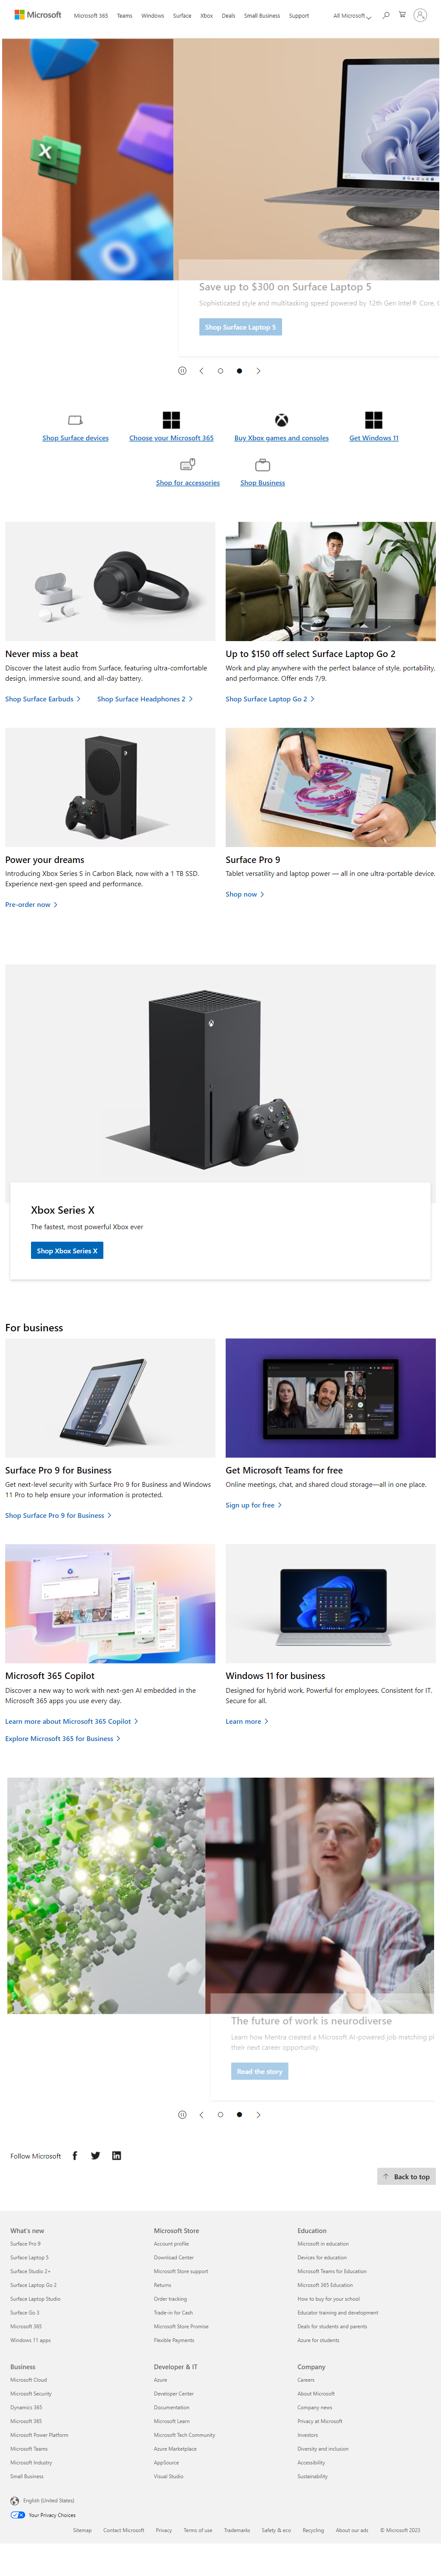 Microsoft
Microsoft 365 Teams Windows Surface Xbox Deals Small Business Support
All Microsoft
Save up to $300 on Surface Laptop 5
Sophisticated style and multitasking speed powered by 12th Gen Intel® Core
Shop Surface Laptop 5
Shop Surface devices
Choose your Microsoft 365
Buy Xbox games and consoles
Get Windows 11
Shop for accessories
Shop Business
Never miss a beat
Discover the latest audio from Surface, featuring ultra-comfortable
design, immersive sound, and all-day battery.
Shop Surface Earbuds
Shop Surface Headphones 2
Up to $150 off select Surface Laptop Go 2
Work and play anywhere with the perfect balance of style, portability,
and performance. Offer ends 7/9.
Shop Surface Laptop Go 2
Power your dreams
Introducing Xbox Series S in Carbon Black, now with a 1 TB SSD.
Experience next-gen speed and performance.
Pre-order now
Surface Pro 9
Tablet versatility and laptop power — all in one ultra-portable device.
Shop now
Xbox Series X
The fastest, most powerful Xbox ever
Shop Xbox Series X
For business
Surface Pro 9 for Business
Get next-level security with Surface Pro 9 for Business and Windows
11 Pro to help ensure your information is protected.
Shop Surface Pro 9 for Business
Get Microsoft Teams for free
Online meetings, chat, and shared cloud storage—all in one place.
Sign up for free
Microsoft 365 Copilot
Discover a new way to work with next-gen AI embedded in the
Microsoft 365 apps you use every day.
Learn more about Microsoft 365 Copilot
Explore Microsoft 365 for Business
Windows 11 for business
Designed for hybrid work. Powerful for employees. Consistent for IT.
Secure for all.
Learn more
The future of work is neurodiverse
Learn how Mentra created a Microsoft AI-powered job matching
their next career opportunity.
Read the story
Follow Microsoft
Back to top
What's new
Surface Pro 9
Surface Laptop 5
Surface Studio 2+
Surface Laptop Go 2
Surface Laptop Studio
Surface Go 3
Microsoft 365
Windows 11 apps
Microsoft Store
Account profile
Download Center
Microsoft Store support
Returns
Order tracking
Trade-in for Cash
Microsoft Store Promise
Flexible Payments
Education
Microsoft in education
Devices for education
Microsoft Teams for Education
Microsoft 365 Education
How to buy for your school
Educator training and development
Deals for students and parents
Azure for students
Business
Microsoft Cloud
Microsoft Security
Dynamics 365
Microsoft 365
Microsoft Power Platform
Microsoft Teams
Microsoft Industry
Small Business
Developer & IT
Azure
Developer Center
Documentation
Microsoft Learn
Microsoft Tech Community
Azure Marketplace
AppSource
Visual Studio
Company
Careers
About Microsoft
Company news
Privacy at Microsoft
Investors
Diversity and inclusion
Accessibility
Sustainability
English (United States)
Your Privacy Choices
Sitemap Contact Microsoft Privacy Terms of use Trademarks Safety & eco Recycling About our ads © Microsoft 2023